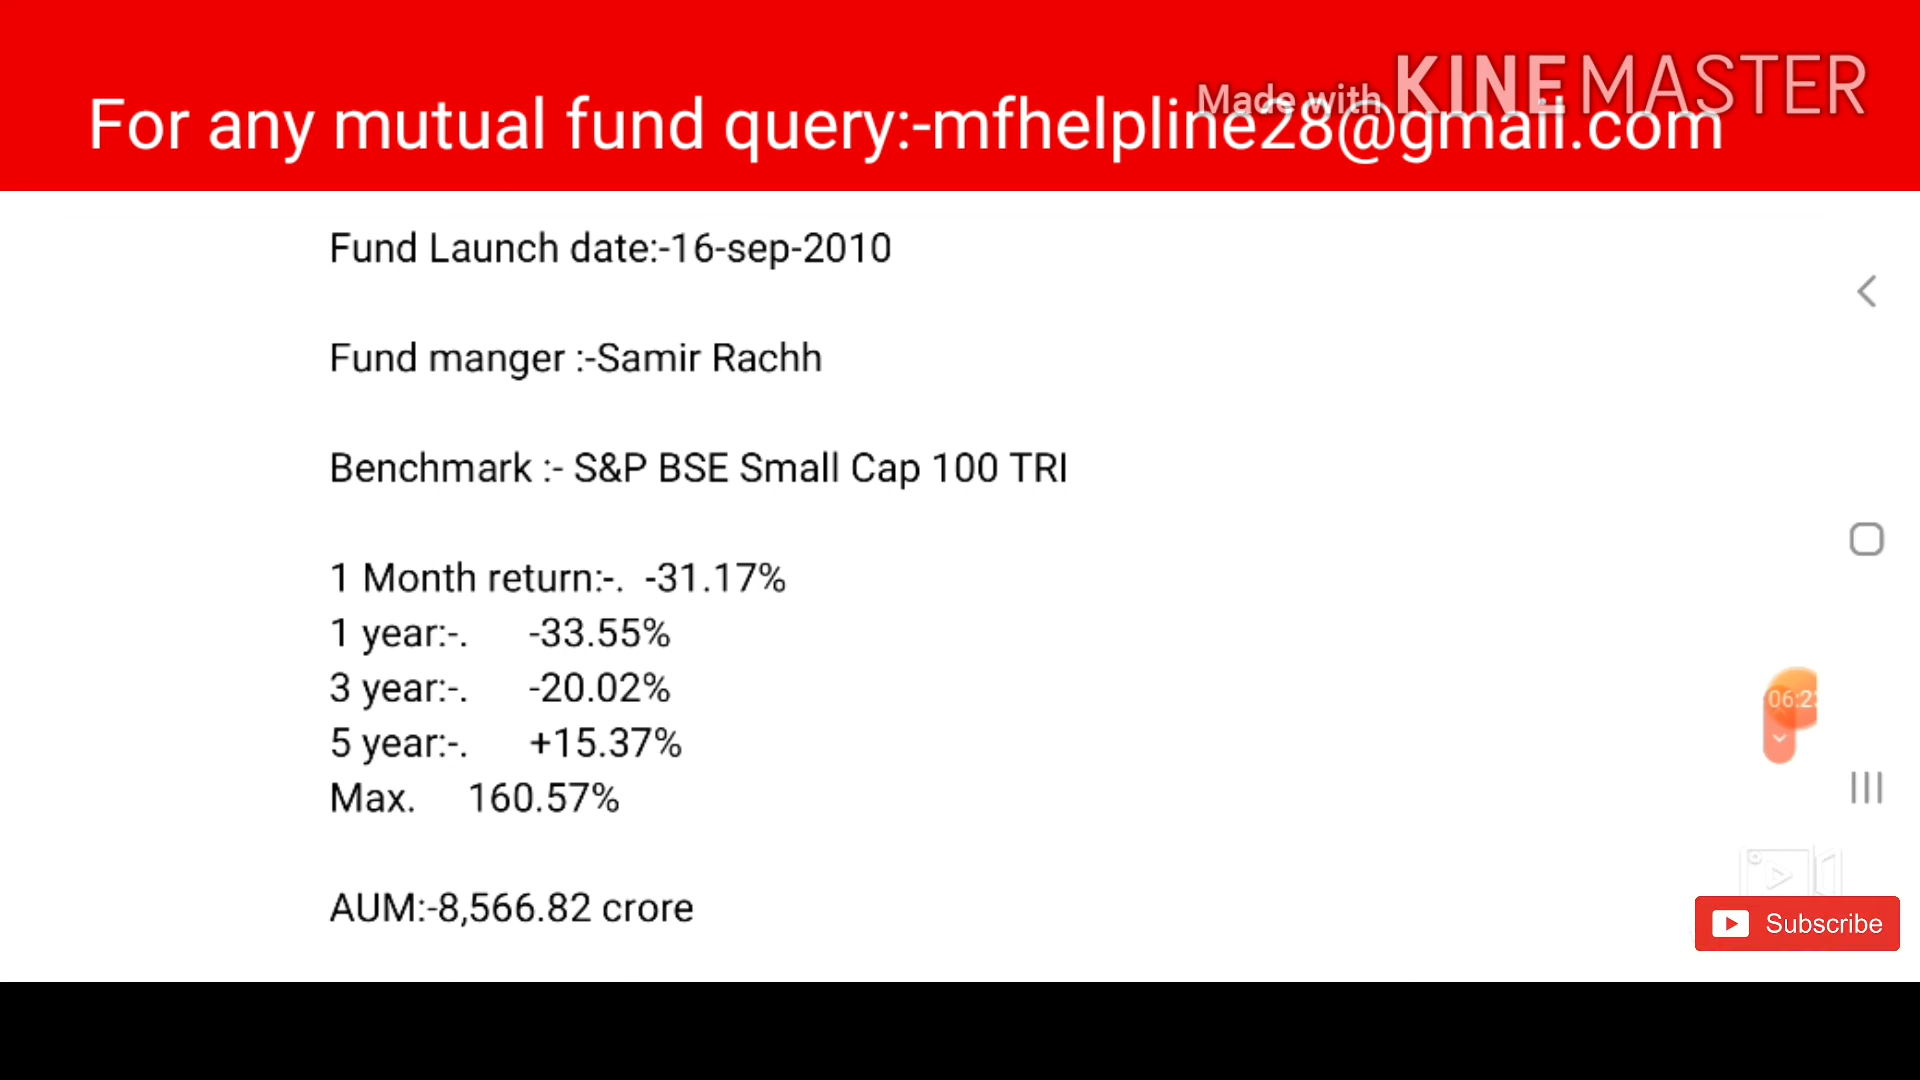 Made with KINEMASTER
For any mutual fund query:-mfhelpline28@gmail.com
Fund Launch date:-16-sep-2010
Fund manger :-Samir Rachh
Benchmark :- S&P BSE Small Cap 100 TRI
1 Month return:-. -31.17%
1 year:-. -33.55%
3 year:-. -20.02%
5 year:-. +15.37%
Max. 160.57%
06:2
AUM:-8,566.82 crore
Subscribe